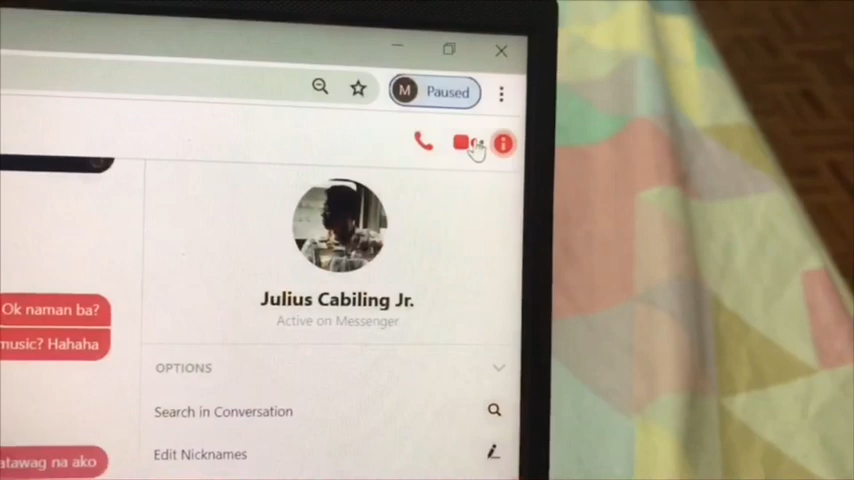 M Paused
Julius Cabiling Jr.
Active on Messenger
Ok naman ba?
music? Hahaha
OPTIONS
Search in Conversation
Edit Nicknames
atawag na ako